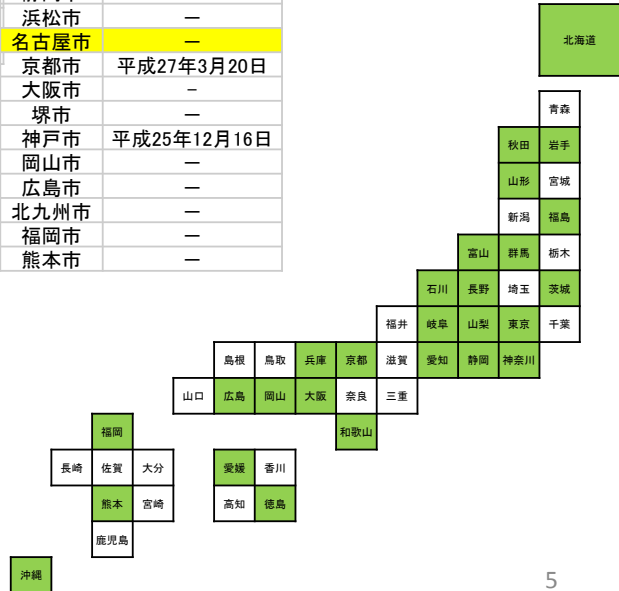 浜松市 －
名古屋市 －
京都市 平成27年3月20日
大阪市 -
堺市 －
神戸市 平成25年12月16日
岡山市 －
広島市 －
北九州市 －
福岡市 －
熊本市 －
北海道
青森
秋田 岩手
山形 宮城
新潟 福島
富山 群馬 栃木
石川 長野 埼玉 茨城
福井 岐阜 山梨 東京 千葉
島根 鳥取 兵庫 京都 滋賀 愛知 静岡 神奈川
山口 広島 岡山 大阪 奈良 三重
福岡 和歌山
長崎 佐賀 大分 愛媛 香川
熊本 宮崎 高知 徳島
鹿児島
沖縄
5